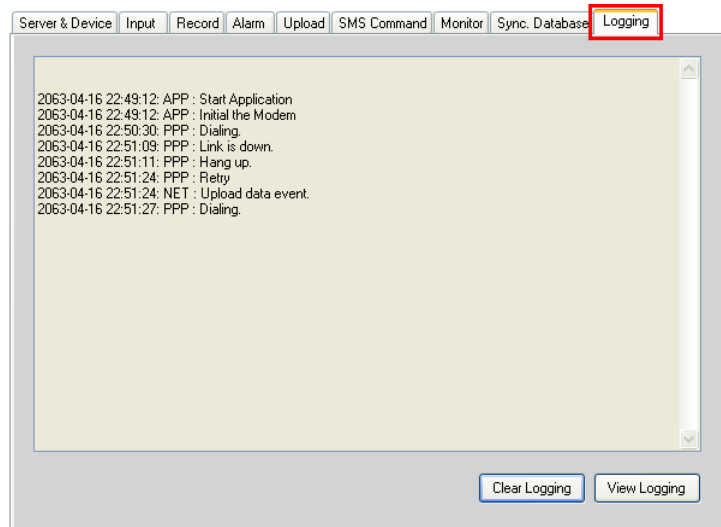 Server & Device Input Record Alarm Upload SMS Command Monitor Sync. Database Logging
2063-04-16 22:49:12: APP : Start Application
2063-04-16 22:49:12: APP : Initial the Modem
2063-04-16 22:50:30: PPP : Dialing.
2063-04-16 22:51:09: PPP : Link is down.
2063-04-16 22:51:11: PPP : Hang up.
2063-04-16 22:51:24: PPP : Retry
2063-04-16 22:51:24: NET : Upload data event.
2063-04-16 22:51:27: PPP : Dialing.
Clear Logging View Logging